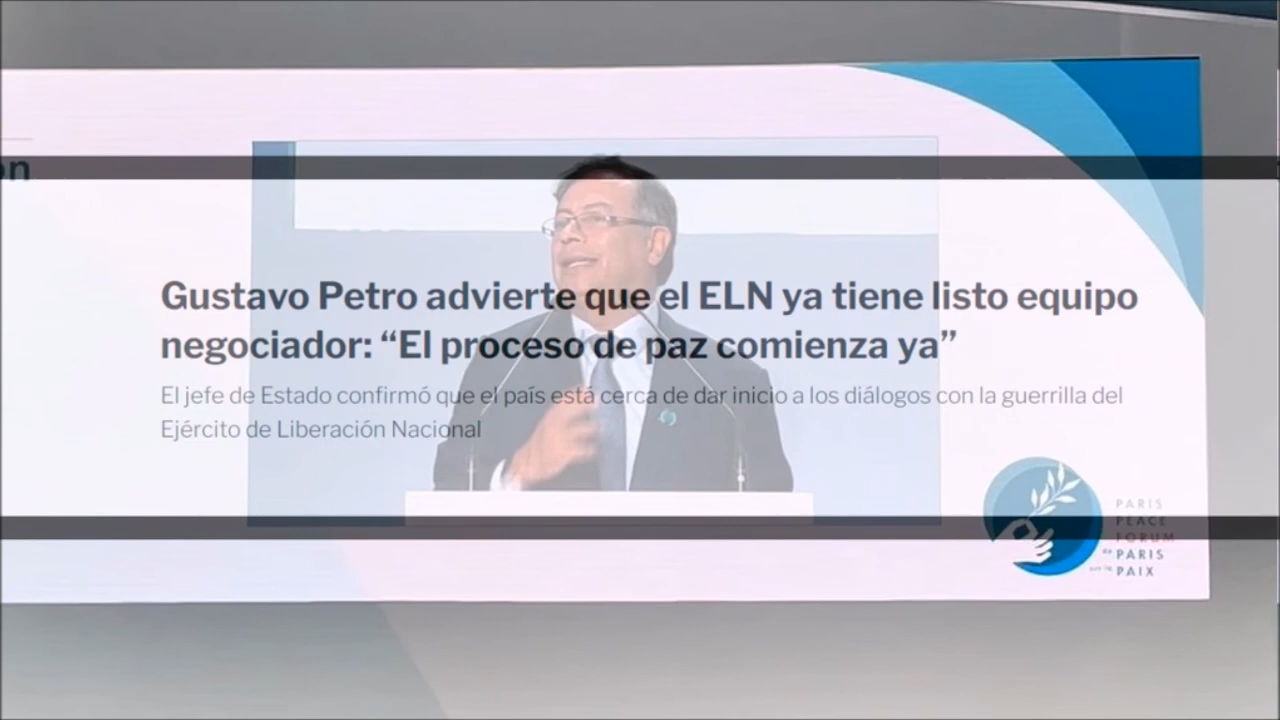 ón
Gustavo Petro advierte que el ELN ya tiene listo equipo
negociador: “El proceso de paz comienza ya”
El jefe de Estado confirmó que el país está cerca de dar inicio a los diálogos con la guerrilla del
Ejército de Liberación Nacional
PARIS
PEACE
FORUM
PARIS
PAIX